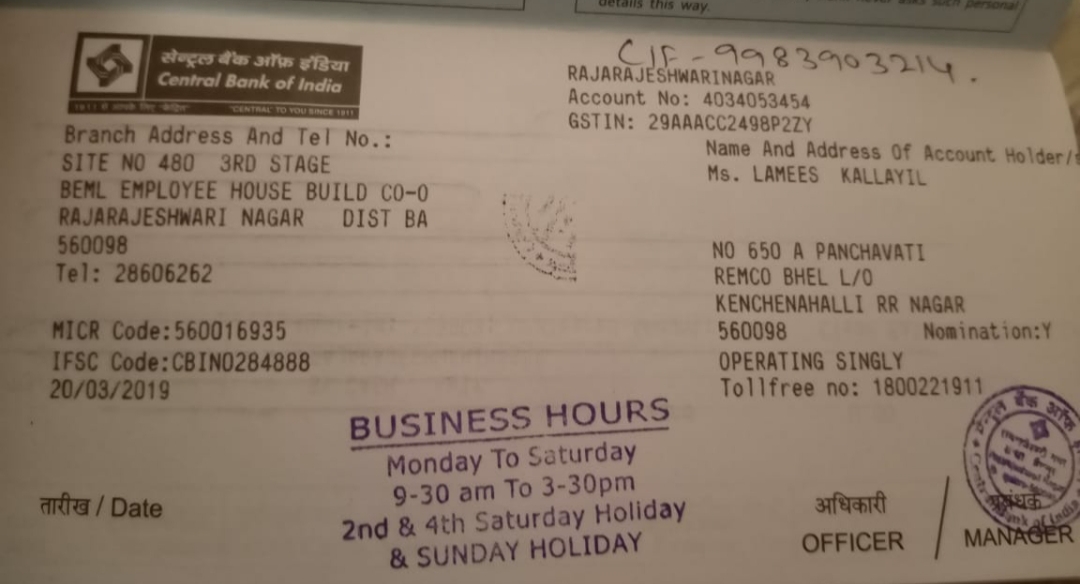 details this way.
such personal
सेन्ट्रल बैंक ऑफ़ इंडिया
Central Bank of India
"CENTRAL" TO YOU SINCE 1911
CIF-9983903214.
RAJARAJESHWARINAGAR
Account No: 4034053454
GSTIN: 29AAACC2498P2ZY
Branch Address And Tel No.:
SITE NO 480 3RD STAGE
BEML EMPLOYEE HOUSE BUILD CO-O
RAJARAJESHWARI NAGAR DIST BA
560098
Tel: 28606262
MICR Code:560016935
IFSC Code:CBIN0284888
20/03/2019
Name And Address Of Account Holder/s
Ms. LAMEES KALLAYIL
NO 650 A PANCHAVATI
REMCO BHEL L/O
KENCHENAHALLI RR NAGAR
560098 Nomination:Y
OPERATING SINGLY
Tollfree no: 1800221911
BUSINESS HOURS
Monday To Saturday
9-30 am To 3-30pm
2nd & 4th Saturday Holiday
& SUNDAY HOLIDAY
तारीख / Date
अधिकारी
OFFICER
प्रबंधक
MANAGER